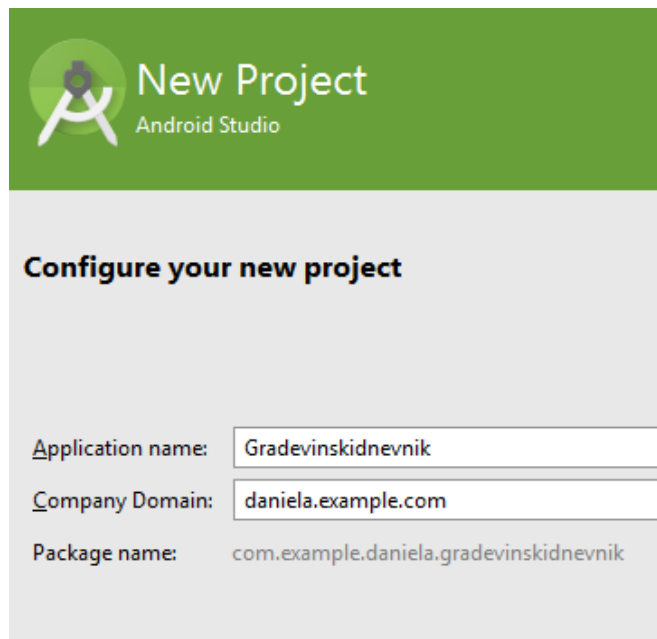 New Project
Android Studio
Configure your new project
Application name: Gradevinskidnevnik
Company Domain: daniela.example.com
Package name: com.example.daniela.gradevinskidnevnik